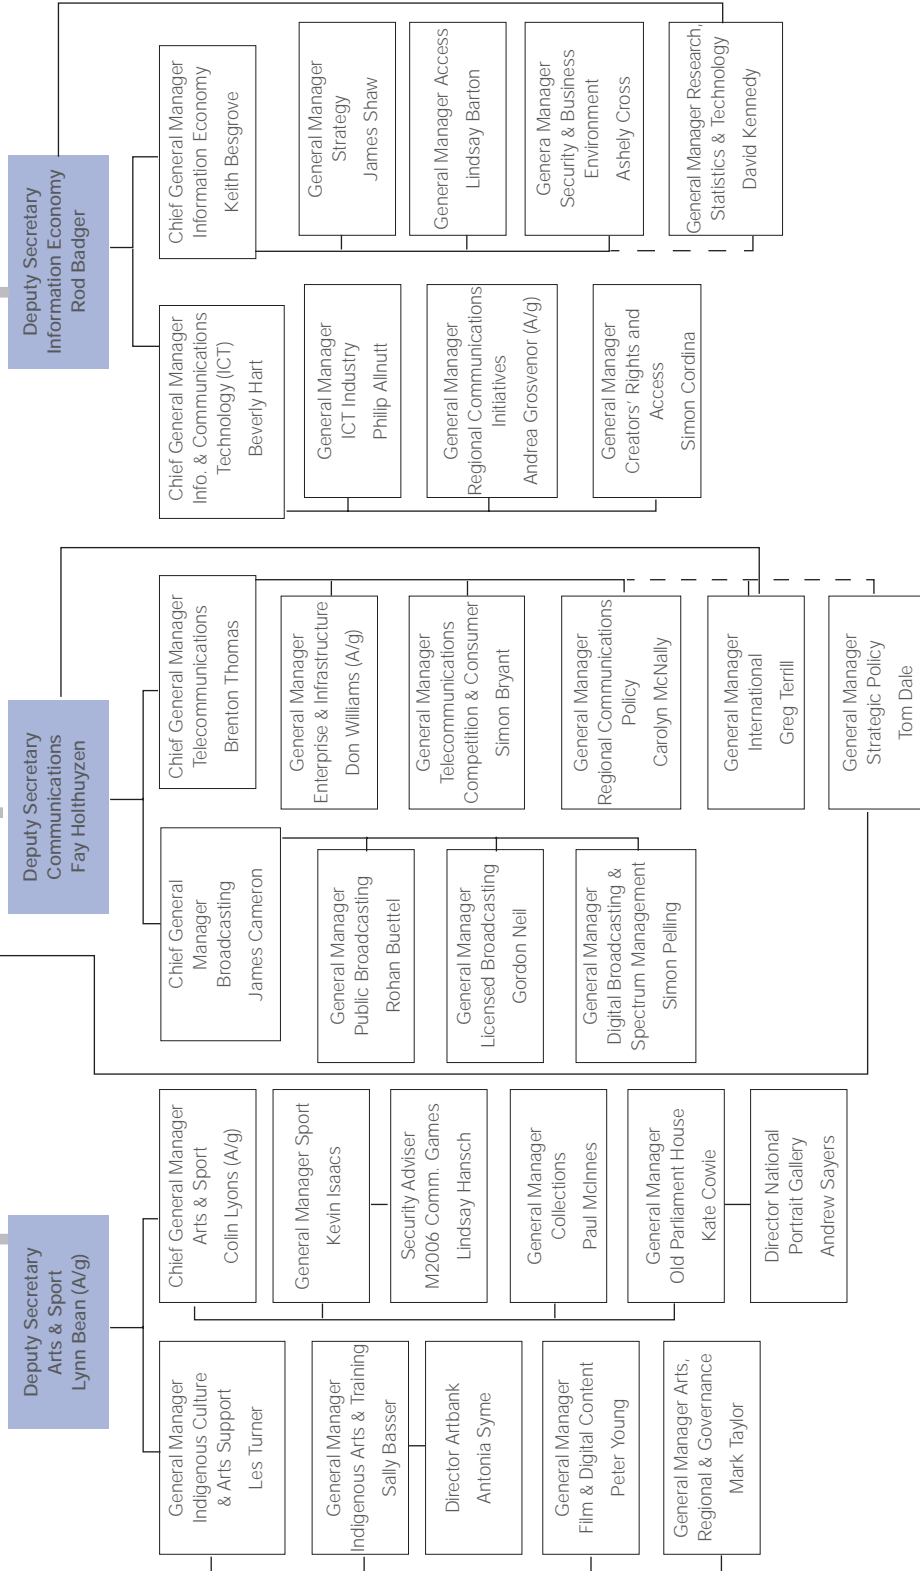 Deputy Secretary
Arts & Sport
Lynn Bean (A/g)
General Manager
Indigenous Culture
& Arts Support
Les Turner
General Manager
Indigenous Arts & Training
Sally Basser
Director Artbank
Antonia Syme
General Manager
Film & Digital Content
Peter Young
General Manager Arts,
Regional & Governance
Mark Taylor
Chief General Manager
Arts & Sport
Colin Lyons (A/g)
General Manager Sport
Kevin Isaacs
Security Adviser
M2006 Comm. Games
Lindsay Hansch
General Manager
Collections
Paul McInnes
General Manager
Old Parliament House
Kate Cowie
Director National
Portrait Gallery
Andrew Sayers
Deputy Secretary
Communications
Fay Holthuyzen
Chief General
Manager
Broadcasting
James Cameron
General Manager
Public Broadcasting
Rohan Buettel
General Manager
Licensed Broadcasting
Gordon Neil
General Manager
Digital Broadcasting &
Spectrum Management
Simon Pelling
Chief General Manager
Telecommunications
Brenton Thomas
General Manager
Enterprise & Infrastructure
Don Williams (A/g)
General Manager
Telecommunications
Competition & Consumer
Simon Bryant
General Manager
Regional Communications
Policy
Carolyn McNally
General Manager
International
Greg Terrill
General Manager
Strategic Policy
Tom Dale
Deputy Secretary
Information Economy
Rod Badger
Chief General Manager
Info. & Communications
Technology (ICT)
Beverly Hart
General Manager
ICT Industry
Philip Allnutt
General Manager
Regional Communications
Initiatives
Andrea Grosvenor (A/g)
General Manager
Creators' Rights and
Access
Simon Cordina
Chief General Manager
Information Economy
Keith Besgrove
General Manager
Strategy
James Shaw
General Manager Access
Lindsay Barton
Genera Manager
Security & Business
Environment
Ashely Cross
General Manager Research,
Statistics & Technology
David Kennedy